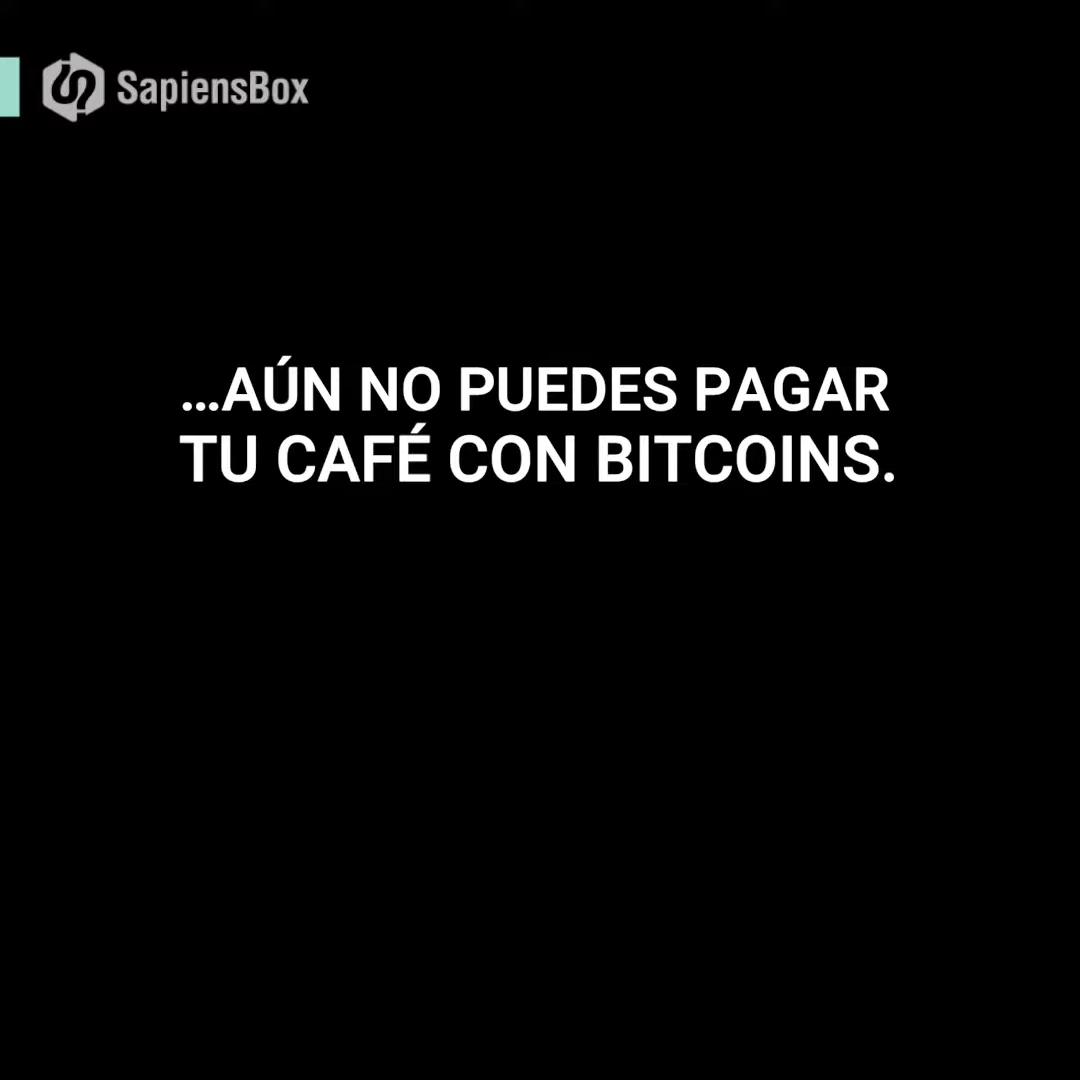 SapiensBox
…AÚN NO PUEDES PAGAR
TU CAFÉ CON BITCOINS.